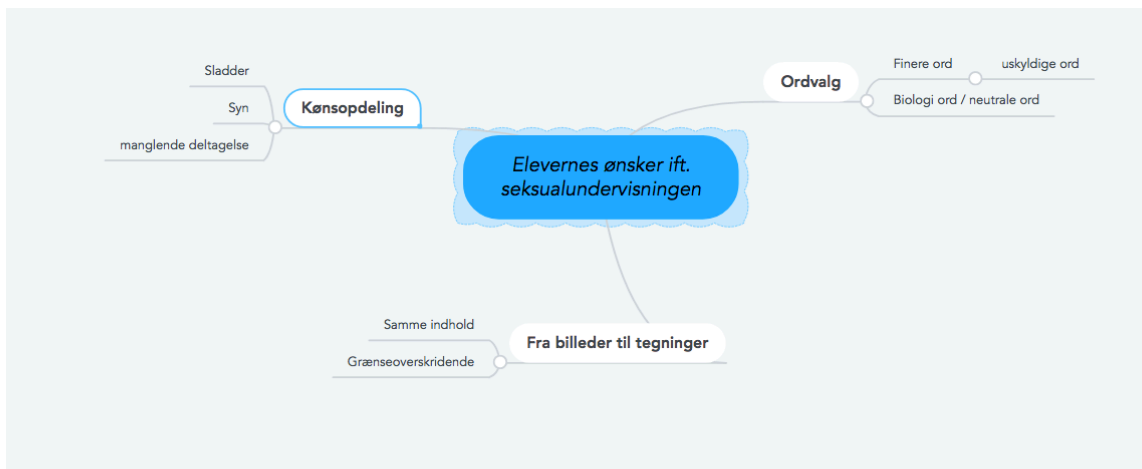 Sladder
Syn
manglende deltagelse
Kønsopdeling
Ordvalg
Finere ord
uskyldige ord
Biologi ord / neutrale ord
Elevernes ønsker ift.
seksualundervisningen
Samme indhold
Grænseoverskridende
Fra billeder til tegninger